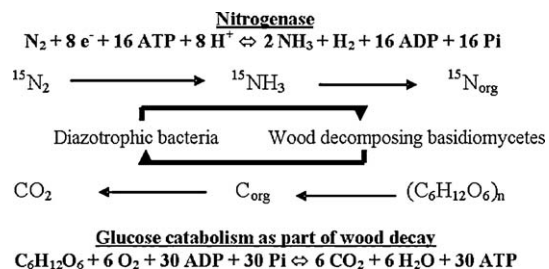 Nitrogenase
N₂ + 8 e⁻ + 16 ATP + 8 H⁺ ⇔ 2 NH₃ + H₂ + 16 ADP + 16 Pi
¹⁵N₂ ¹⁵NH₃ ¹⁵Norg
Diazotrophic bacteria Wood decomposing basidiomycetes
CO₂ Corg (C₆H₁₂O₆)n
Glucose catabolism as part of wood decay
C₆H₁₂O₆ + 6 O₂ + 30 ADP + 30 Pi ⇔ 6 CO₂ + 6 H₂O + 30 ATP